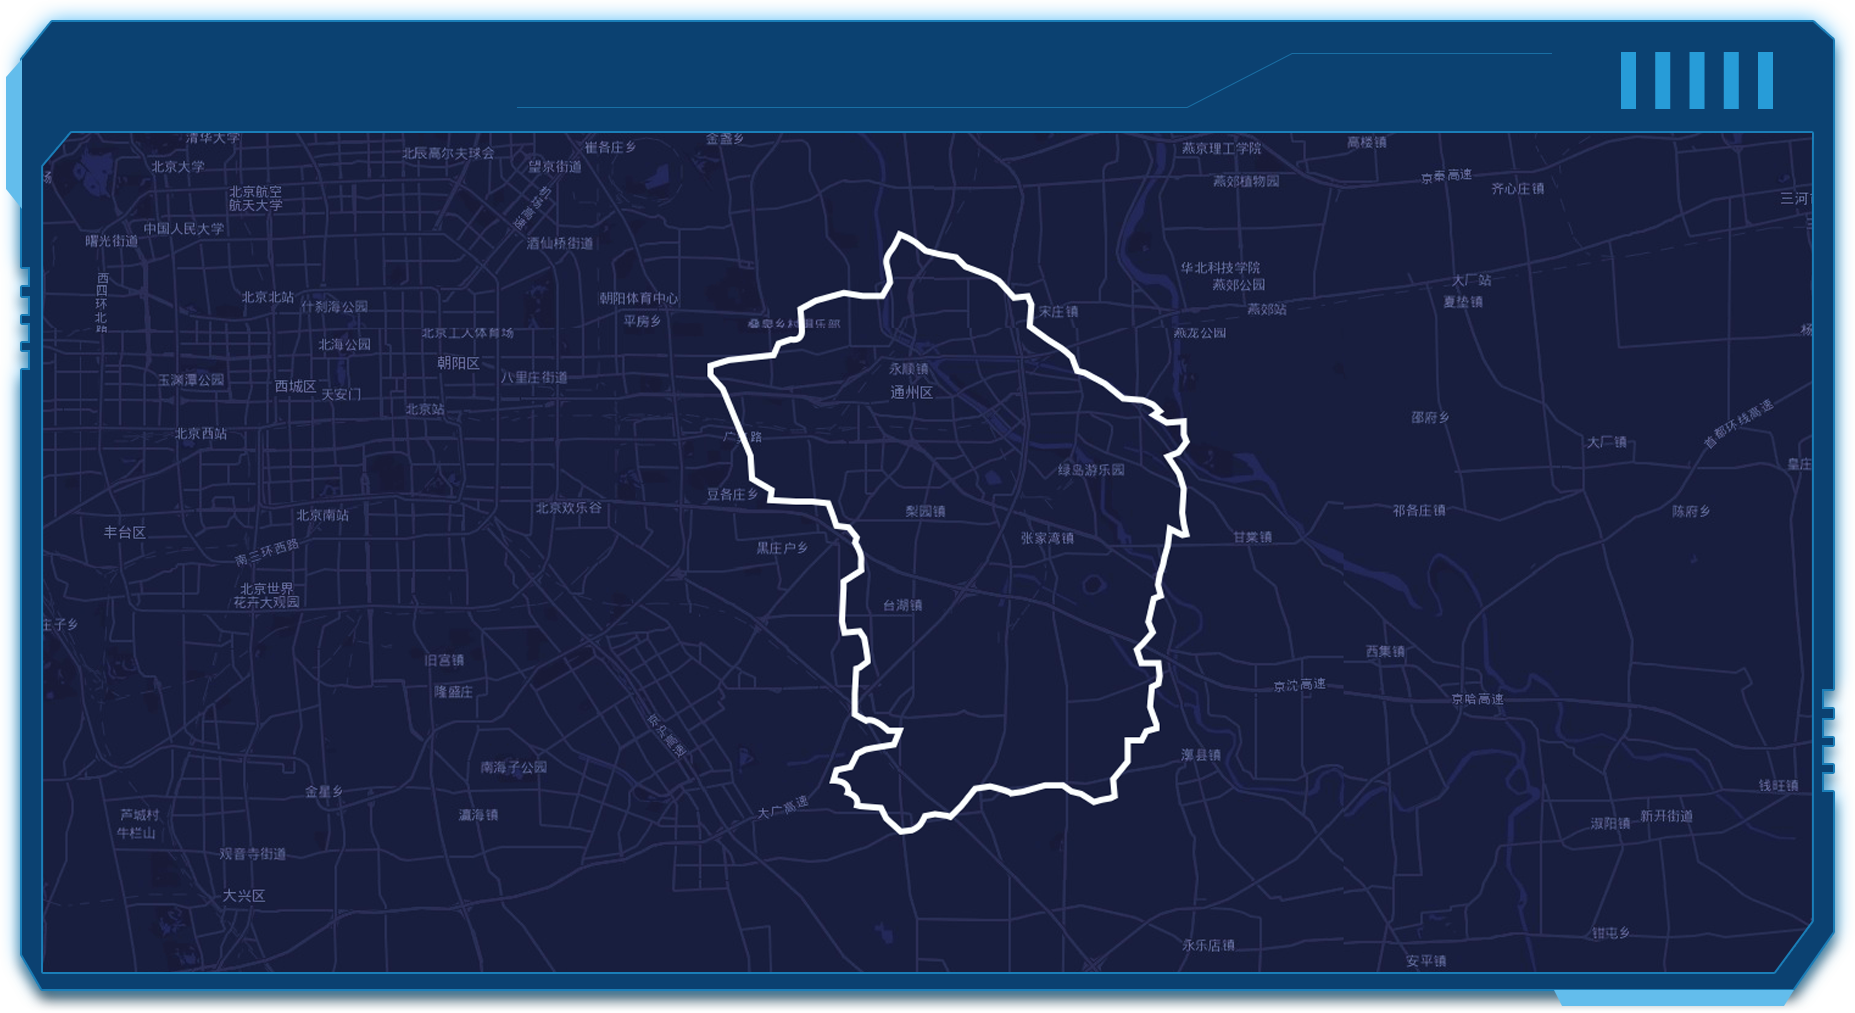 清华大学
北辰高尔夫球会
崔各庄乡
金盏乡
燕京理工学院
高楼镇
北京大学
望京街道
场
燕郊植物园
京秦高速
齐心庄镇
北京航空
航天大学
机场高速
三河
中国人民大学
曙光街道
酒仙桥街道
西四环北路
华北科技学院
燕郊公园
大厂站
北京北站
什刹海公园
朝阳体育中心
夏垫镇
宋庄镇
燕郊站
平房乡
北京工人体育场
燕龙公园
杨
北海公园
朝阳区
永顺镇
玉渊潭公园
西城区
天安门
八里庄街道
通州区
北京站
邵府乡
首都环线高速
北京西站
广渠路
大厂镇
绿岛游乐园
皇庄
豆各庄乡
北京欢乐谷
梨园镇
祁各庄镇
陈府乡
北京南站
丰台区
南三环西路
黑庄户乡
张家湾镇
甘棠镇
北京世界
花卉大观园
台湖镇
庄子乡
旧宫镇
西集镇
隆盛庄
京沈高速
京哈高速
南海子公园
漷县镇
金星乡
钱旺镇
芦城村
牛栏山
瀛海镇
大广高速
淑阳镇
新开街道
观音寺街道
大兴区
永乐店镇
钳屯乡
安平镇